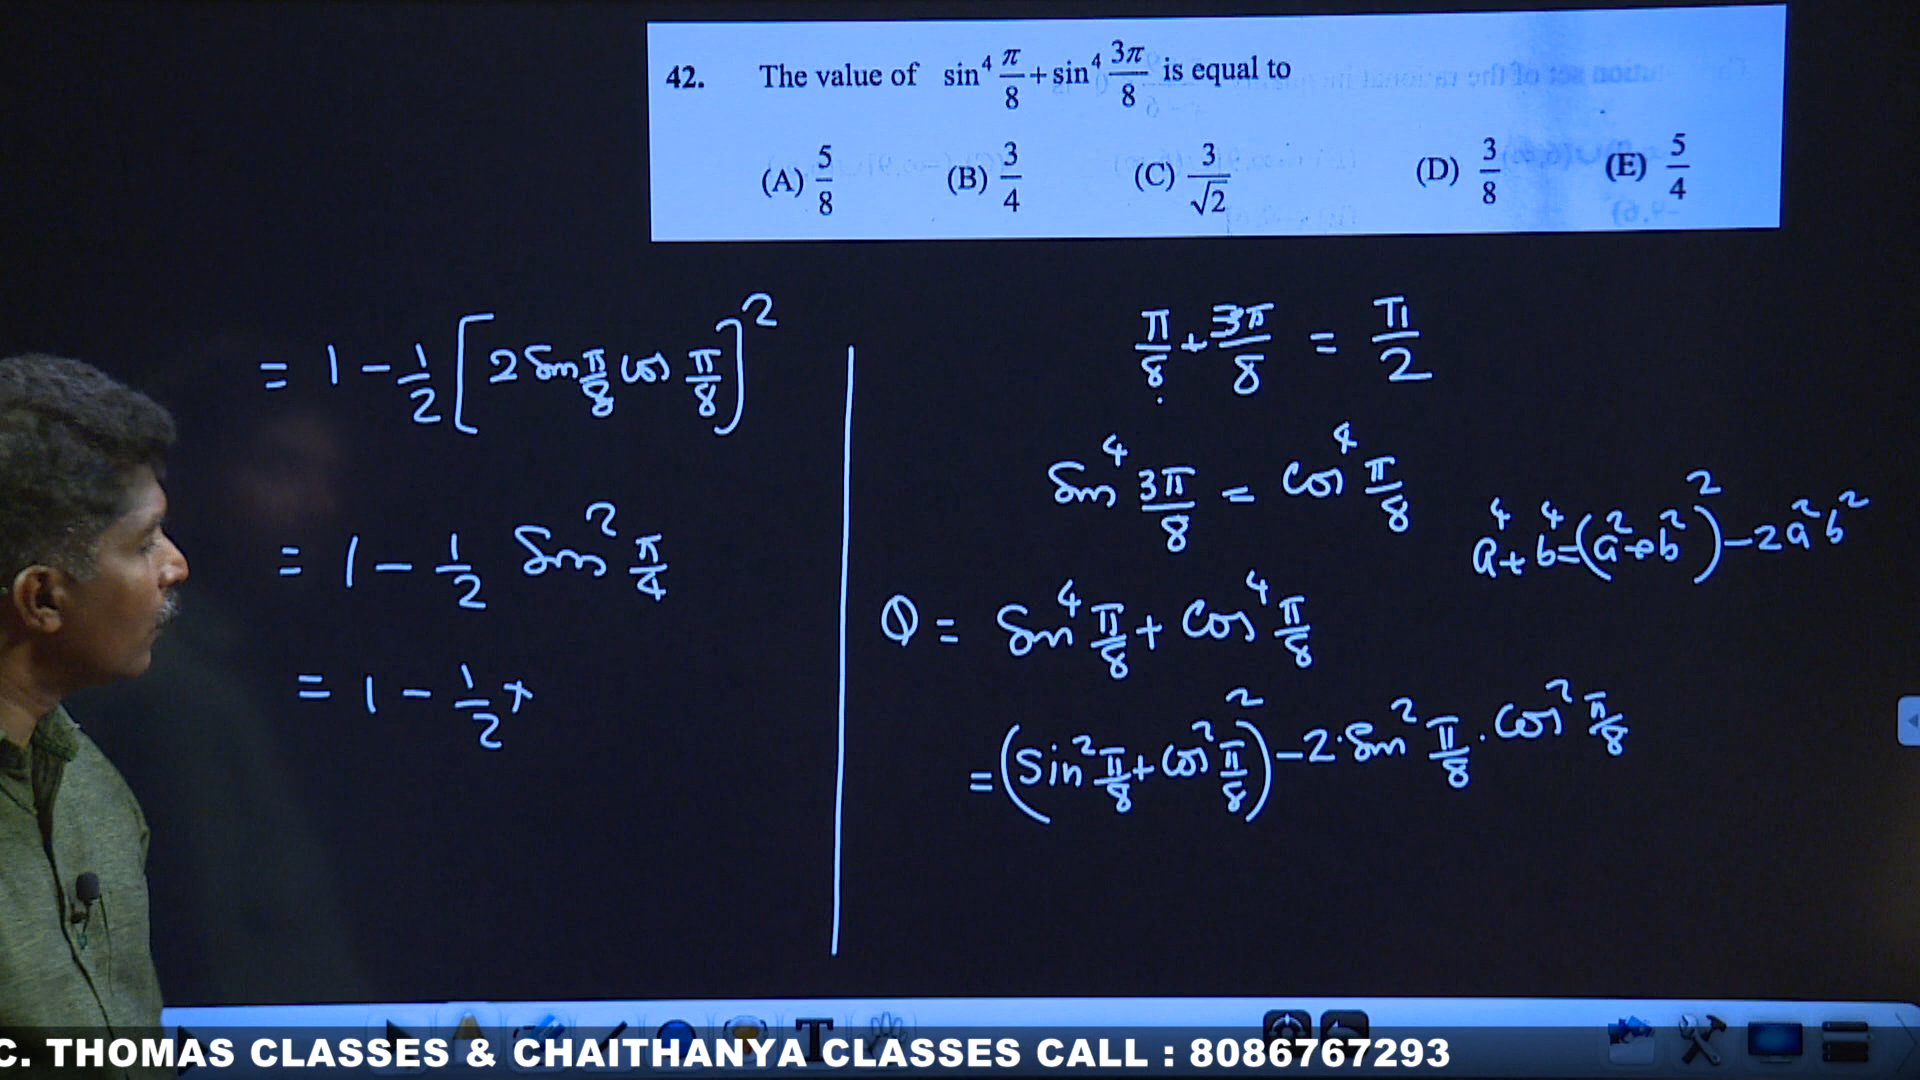 42. The value of sin⁴ π/8 + sin⁴ 3π/8 is equal to
(A) 5/8 (B) 3/4 (C) 3/√2 (D) 3/8 (E) 5/4
= 1 - 1/2 [2 Sin π/8 cos π/8]²
= 1 - 1/2 Sin² π/4
= 1 - 1/2 ×
π/8 + 3π/8 = π/2
Sin⁴ 3π/8 = cos⁴ π/8
a⁴ + b⁴ = (a² + b²)² - 2a²b²
Q = Sin⁴ π/8 + Cos⁴ π/8
= (Sin² π/8 + cos² π/8)² - 2 · Sin² π/8 · Cos² π/8
C. THOMAS CLASSES & CHAITHANYA CLASSES CALL : 8086767293